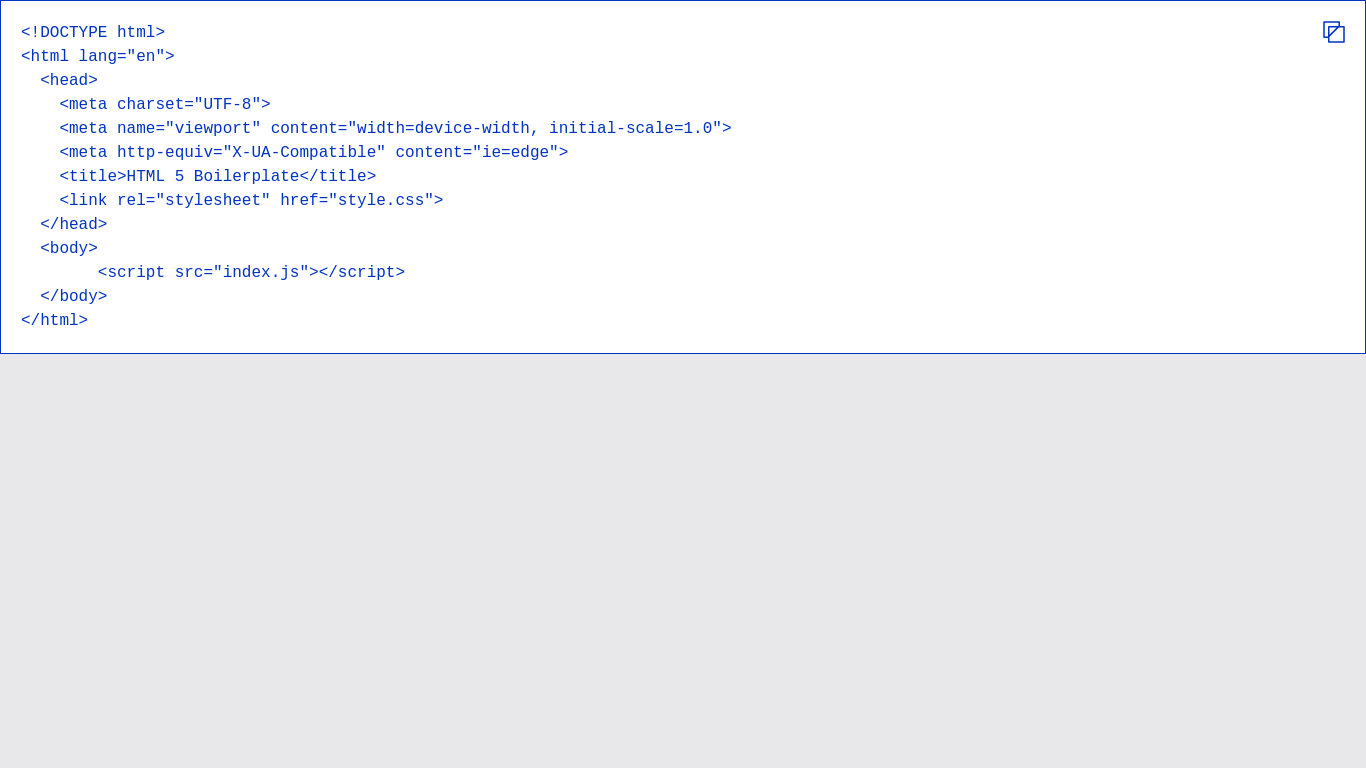 <!DOCTYPE html>
<html lang="en">
  <head>
    <meta charset="UTF-8">
    <meta name="viewport" content="width=device-width, initial-scale=1.0">
    <meta http-equiv="X-UA-Compatible" content="ie=edge">
    <title>HTML 5 Boilerplate</title>
    <link rel="stylesheet" href="style.css">
  </head>
  <body>
        <script src="index.js"></script>
  </body>
</html>